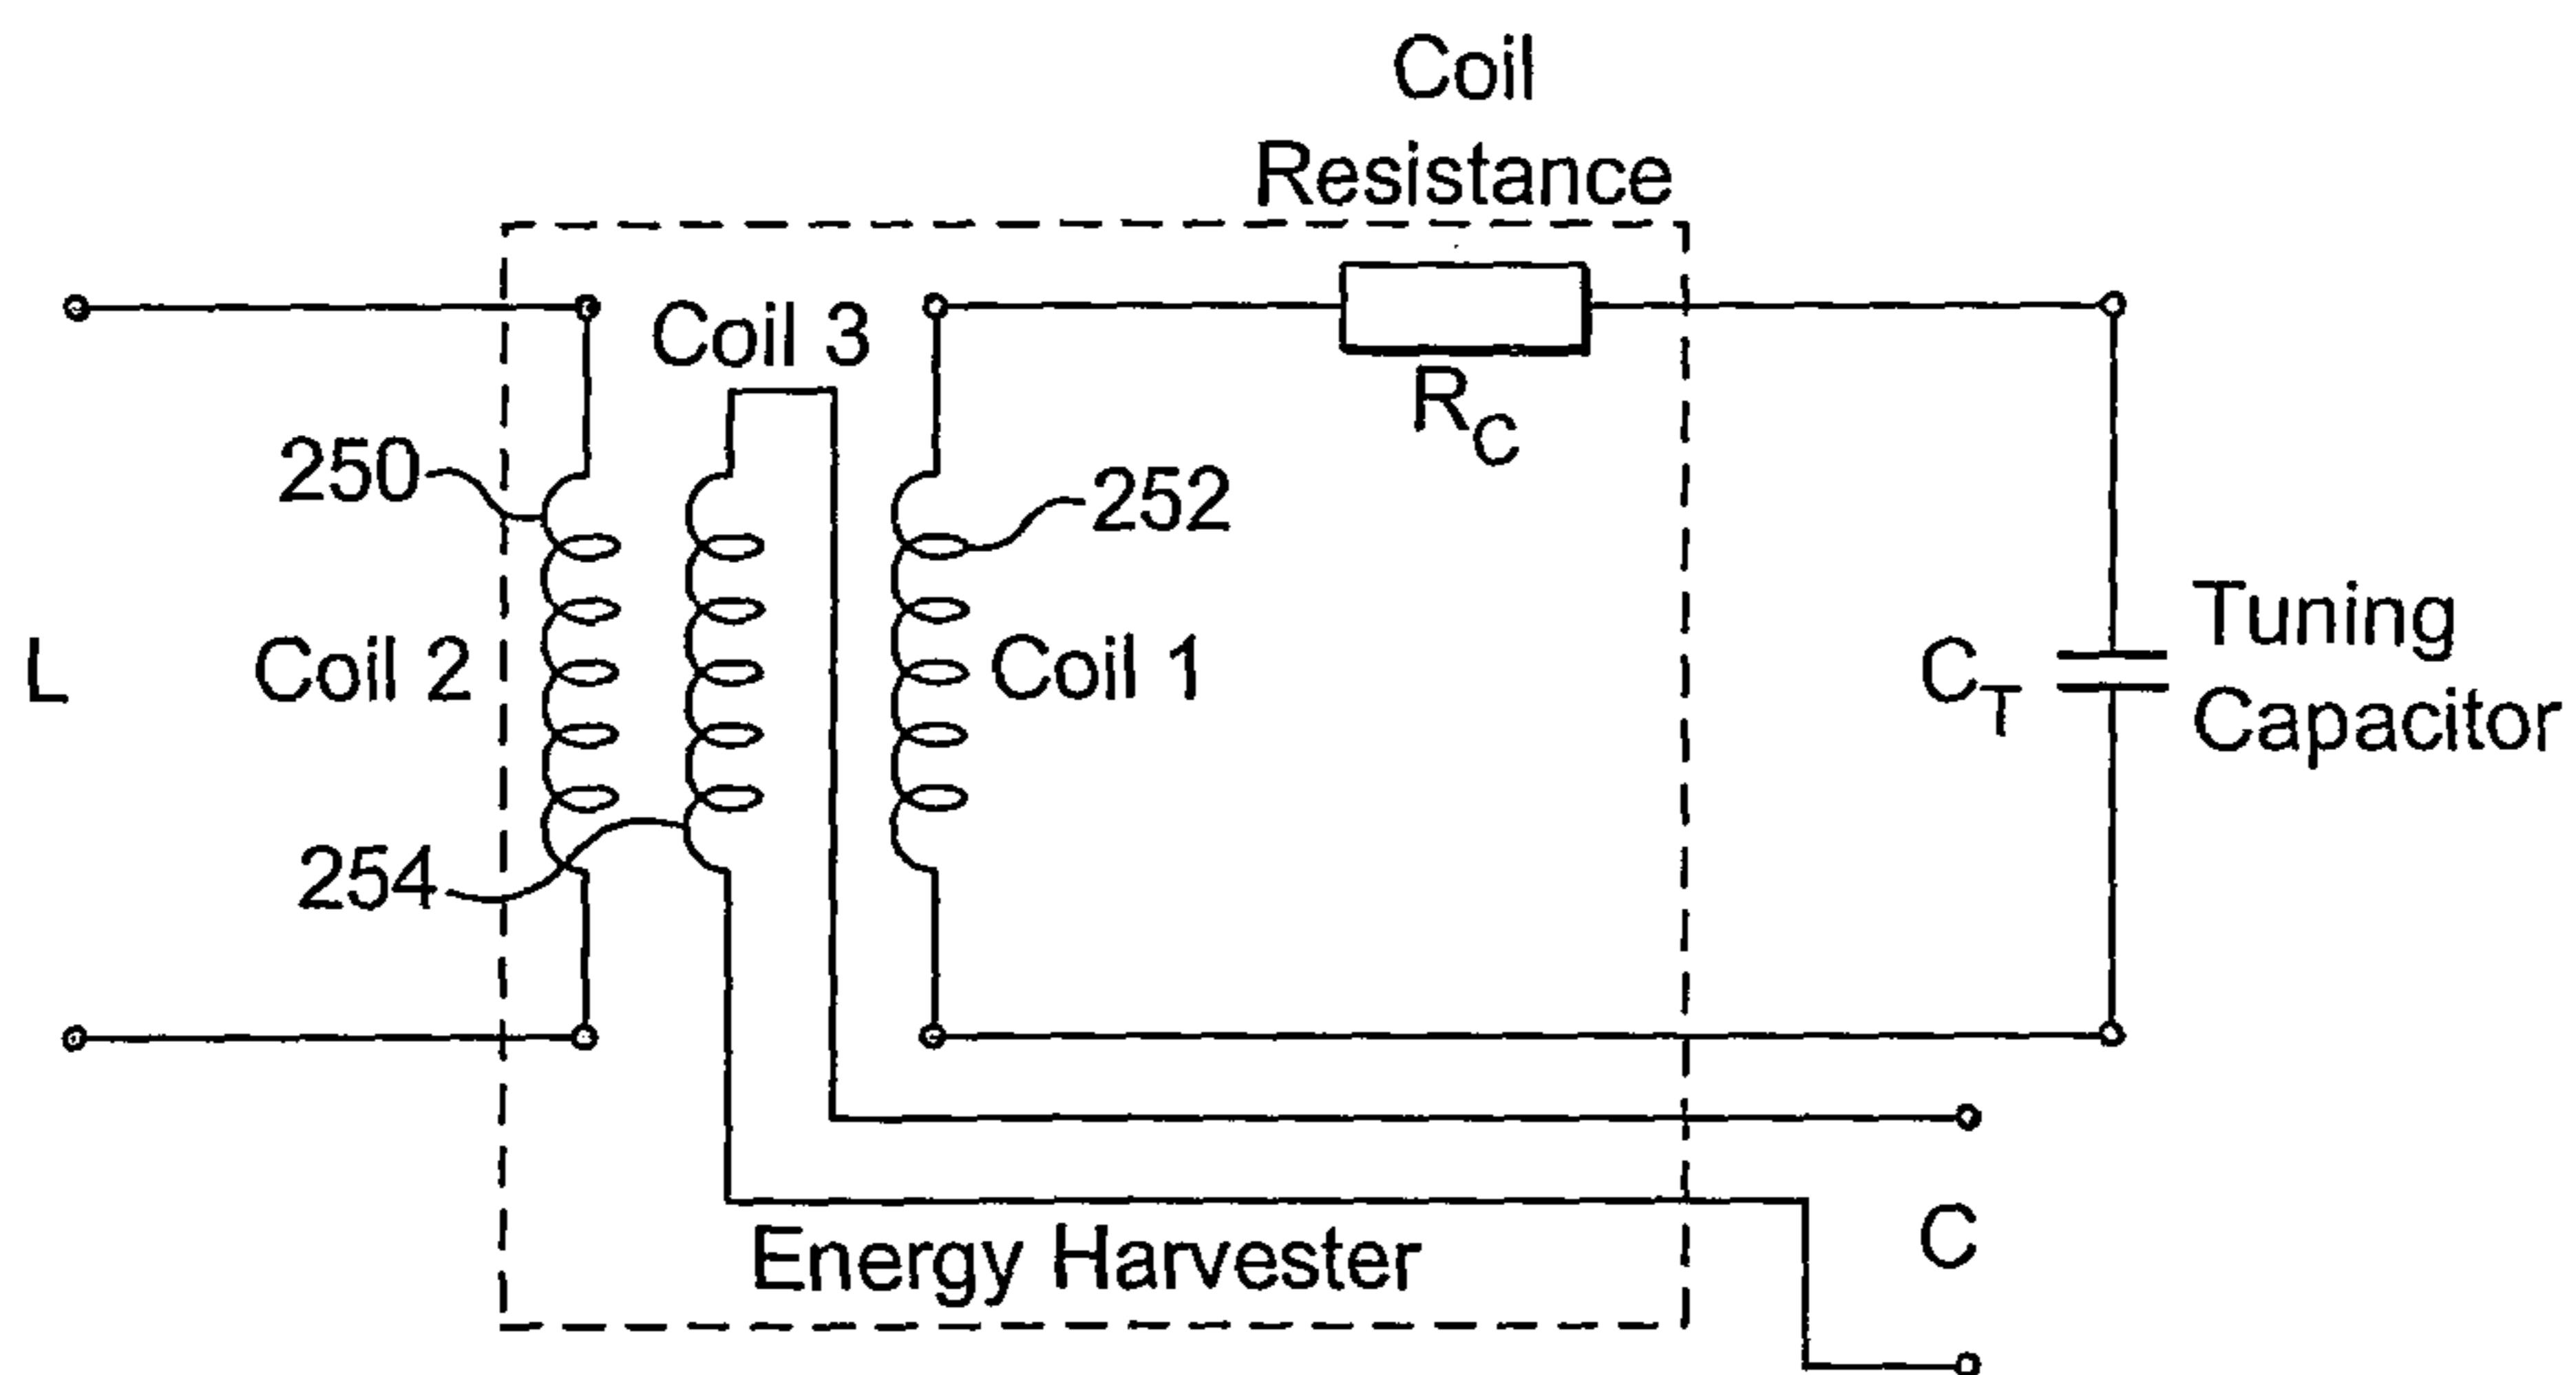 Coil
Resistance
Coil 3
R_C
250
252
L
Coil 2
Coil 1
C_T
Tuning
Capacitor
254
Energy Harvester
C